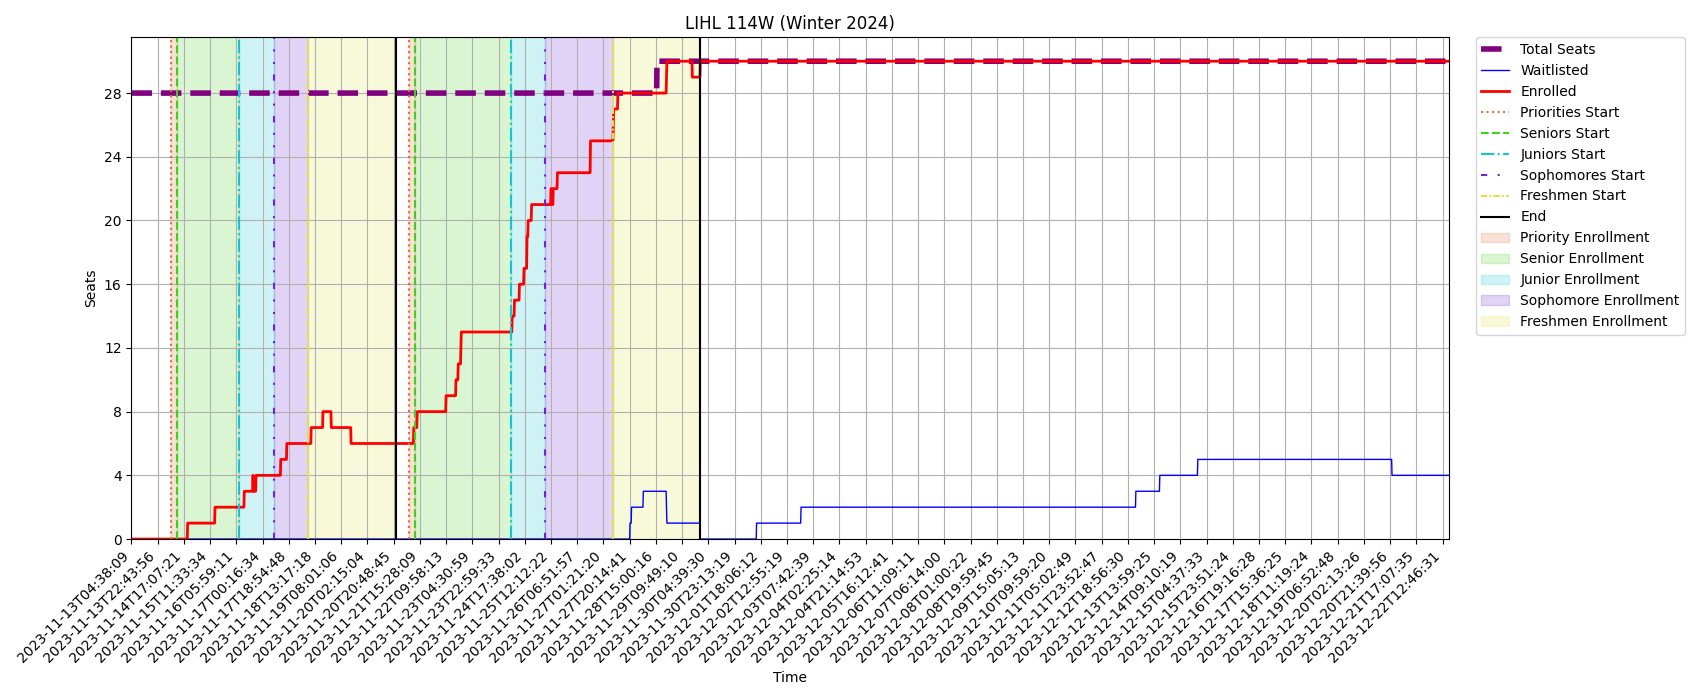 LIHL 114W (Winter 2024)
Seats
28
24
20
16
12
8
4
0
2023-11-13T04:38:09
2023-11-13T22:43:56
2023-11-14T17:07:21
2023-11-15T11:33:34
2023-11-16T05:59:11
2023-11-17T00:16:34
2023-11-17T18:54:48
2023-11-18T13:17:18
2023-11-19T08:01:06
2023-11-20T02:15:04
2023-11-20T20:48:45
2023-11-21T15:28:09
2023-11-22T09:58:13
2023-11-23T04:30:59
2023-11-23T22:59:33
2023-11-24T17:38:02
2023-11-25T12:12:22
2023-11-26T06:51:57
2023-11-27T01:21:20
2023-11-27T20:14:41
2023-11-28T15:00:16
2023-11-29T09:49:10
2023-11-30T04:39:30
2023-11-30T23:13:19
2023-12-01T18:06:12
2023-12-02T12:55:19
2023-12-03T07:42:39
2023-12-04T02:25:14
2023-12-04T21:14:53
2023-12-05T16:12:41
2023-12-06T11:09:11
2023-12-07T06:14:00
2023-12-08T01:00:22
2023-12-08T19:59:45
2023-12-09T15:05:13
2023-12-10T09:59:20
2023-12-11T05:02:49
2023-12-11T23:52:47
2023-12-12T18:56:30
2023-12-13T13:59:25
2023-12-14T09:10:19
2023-12-15T04:37:33
2023-12-15T23:51:24
2023-12-16T19:16:28
2023-12-17T15:36:25
2023-12-18T11:19:24
2023-12-19T06:52:48
2023-12-20T02:13:26
2023-12-20T21:39:56
2023-12-21T17:07:35
2023-12-22T12:46:31
Time
Total Seats
Waitlisted
Enrolled
Priorities Start
Seniors Start
Juniors Start
Sophomores Start
Freshmen Start
End
Priority Enrollment
Senior Enrollment
Junior Enrollment
Sophomore Enrollment
Freshmen Enrollment